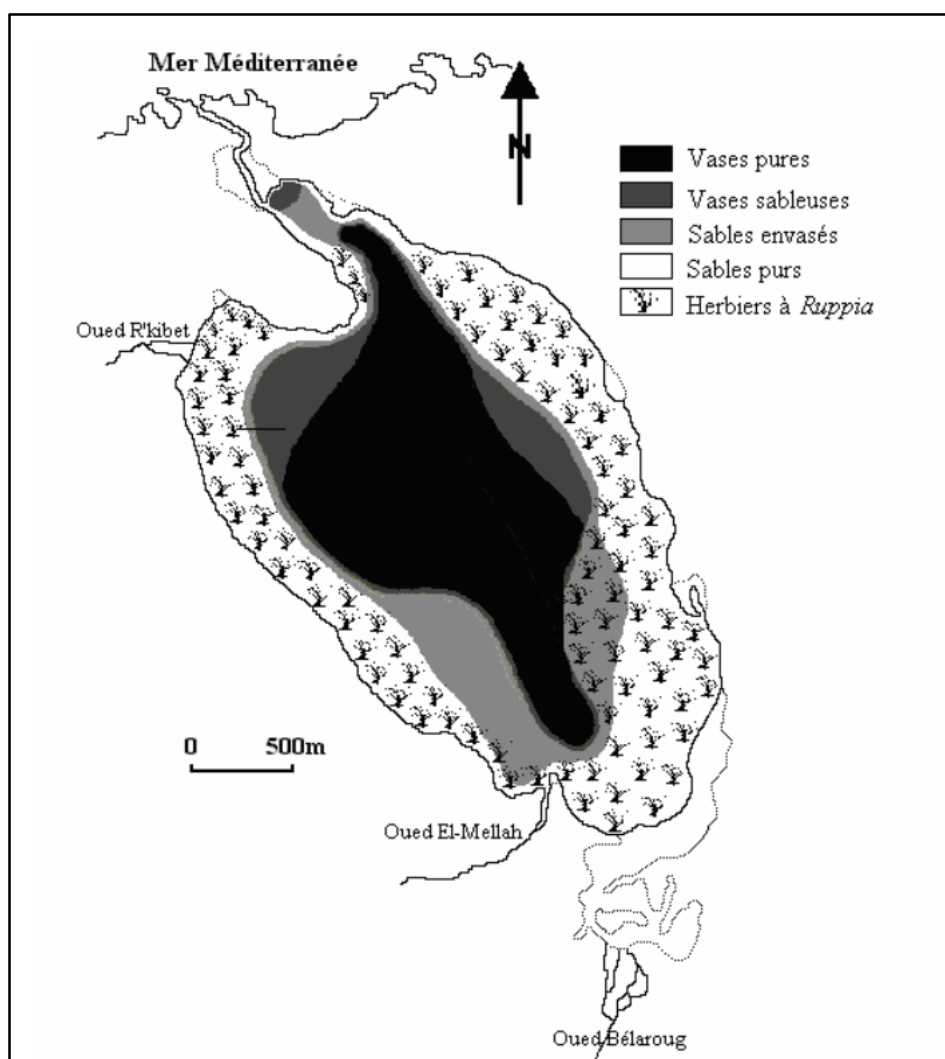 Mer Méditerranée
N
Vases pures
Vases sableuses
Sables envasés
Sables purs
Herbiers à Ruppia
Oued R'kibet
0 500m
Oued El-Mellah
Oued Bélaroug